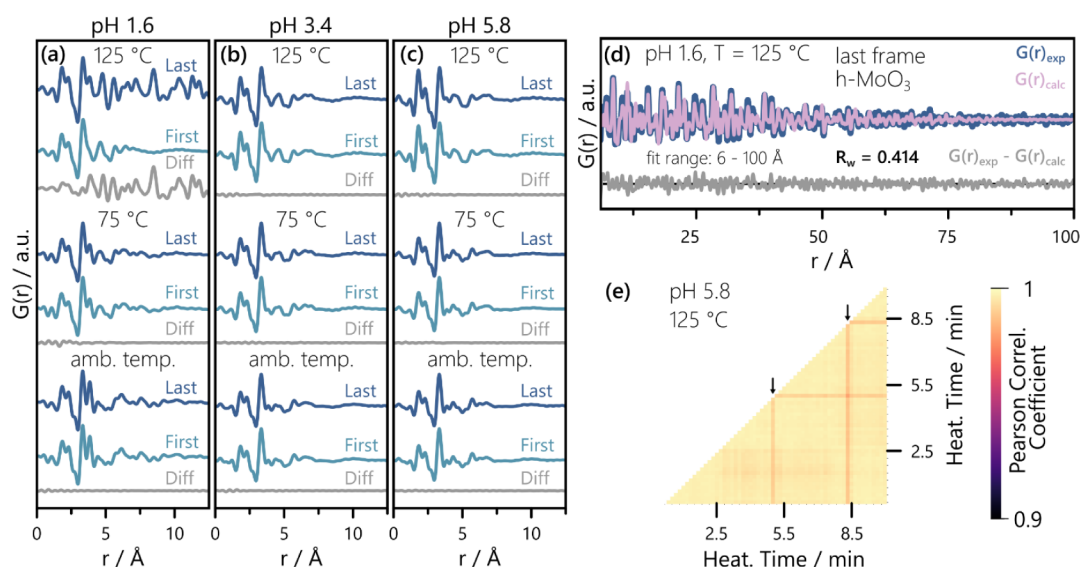 pH 1.6
pH 3.4
pH 5.8
(a)
125 °C
Last
First
Diff
75 °C
Last
First
Diff
amb. temp.
Last
First
Diff
(b)
125 °C
Last
First
Diff
75 °C
Last
First
Diff
amb. temp.
Last
First
Diff
(c)
125 °C
Last
First
Diff
75 °C
Last
First
Diff
amb. temp.
Last
First
Diff
G(r) / a.u.
0 5 10
0 5 10
0 5 10
r / Å
r / Å
r / Å
(d) pH 1.6, T = 125 °C
last frame
h-MoO3
G(r)exp
G(r)calc
fit range: 6 - 100 Å
Rw = 0.414
G(r)exp - G(r)calc
G(r) / a.u.
25 50 75 100
r / Å
(e)
pH 5.8
125 °C
8.5
5.5
2.5
Heat. Time / min
2.5 5.5 8.5
Heat. Time / min
1
0.9
Pearson Correl.
Coefficient